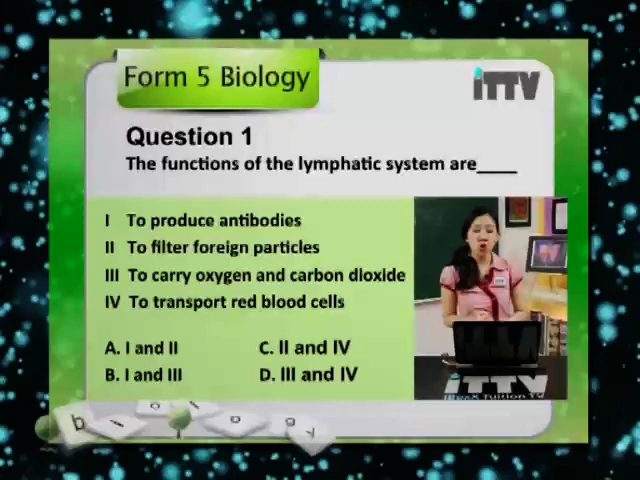 Form 5 Biology
iTTV
Question 1
The functions of the lymphatic system are____
I To produce antibodies
II To filter foreign particles
III To carry oxygen and carbon dioxide
IV To transport red blood cells
A. I and II
C. II and IV
B. I and III
D. III and IV
iTTV
Tuition TV
b i o l o g y